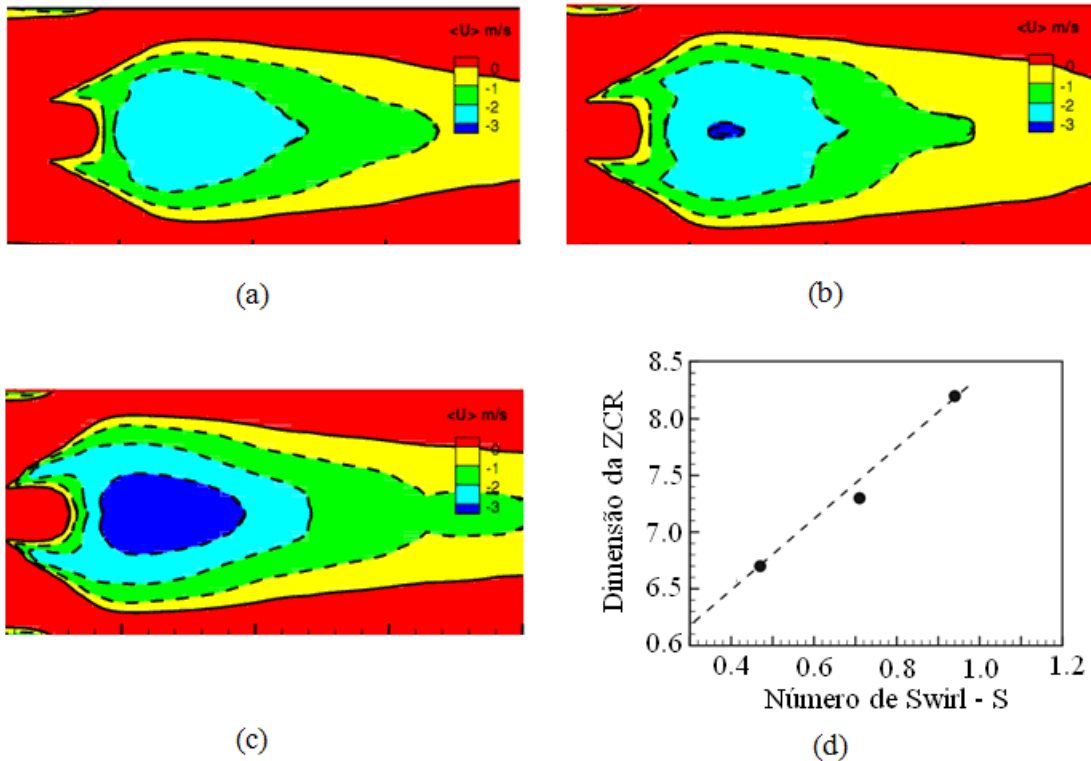 <U> m/s
0
-1
-2
-3
(a)
<U> m/s
0
-1
-2
-3
(b)
<U> m/s
0
-1
-2
-3
(c)
8.5
8.0
7.5
7.0
6.5
0.6
Dimensão da ZCR
0.4 0.6 0.8 1.0 1.2
Número de Swirl - S
(d)